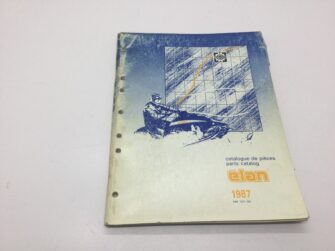 catalogue de pièces
parts catalog
elan
1987